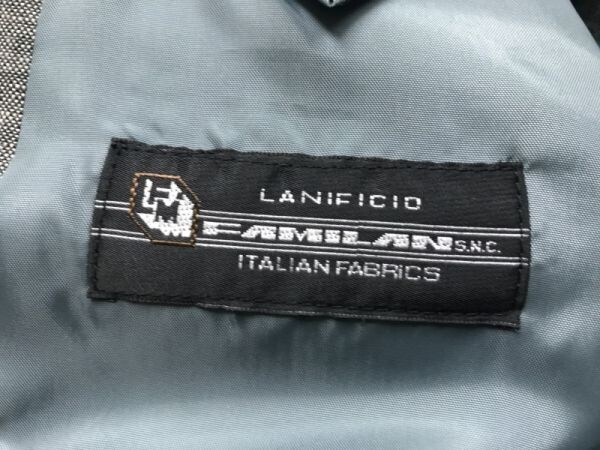 LANIFICIO
FAMILAN S.N.C.
ITALIAN FABRICS